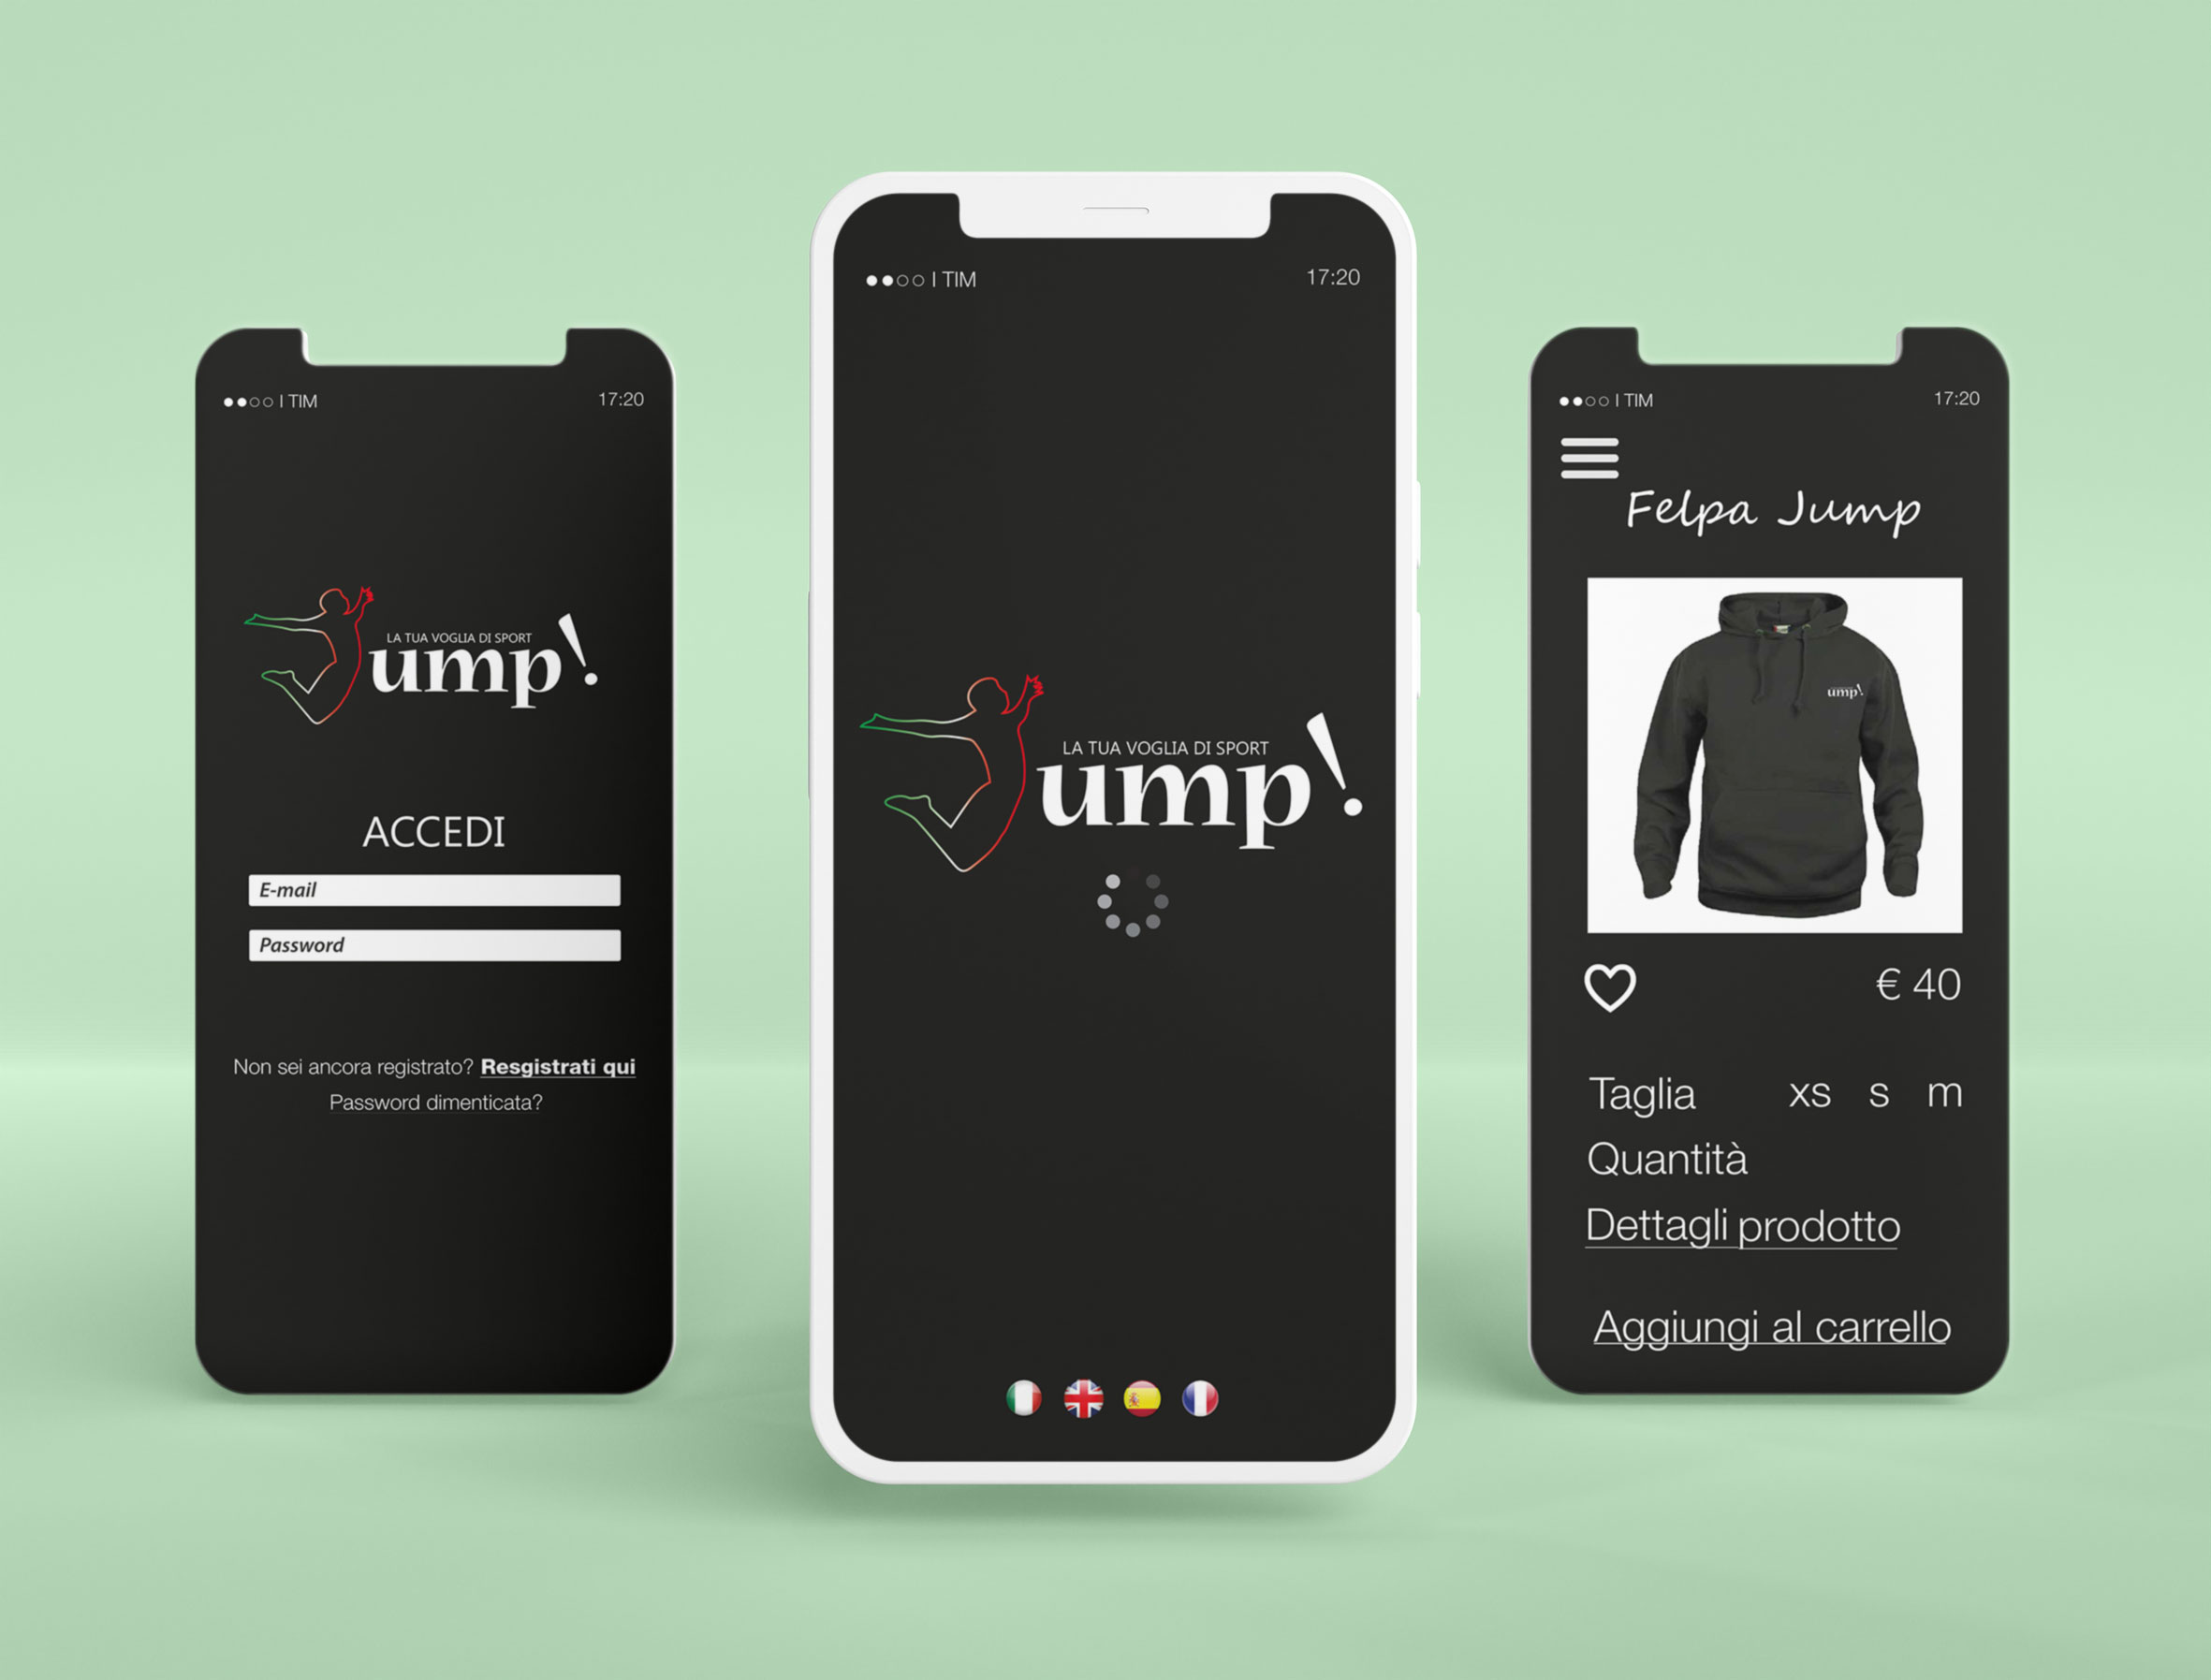 TIM 17:20
LA TUA VOGLIA DI SPORT
ump!
ACCEDI
E-mail
Password
Non sei ancora registrato? Resgistrati qui
Password dimenticata?
TIM 17:20
LA TUA VOGLIA DI SPORT
ump!
TIM 17:20
Felpa Jump
ump!
€ 40
Taglia xs s m
Quantità
Dettagli prodotto
Aggiungi al carrello